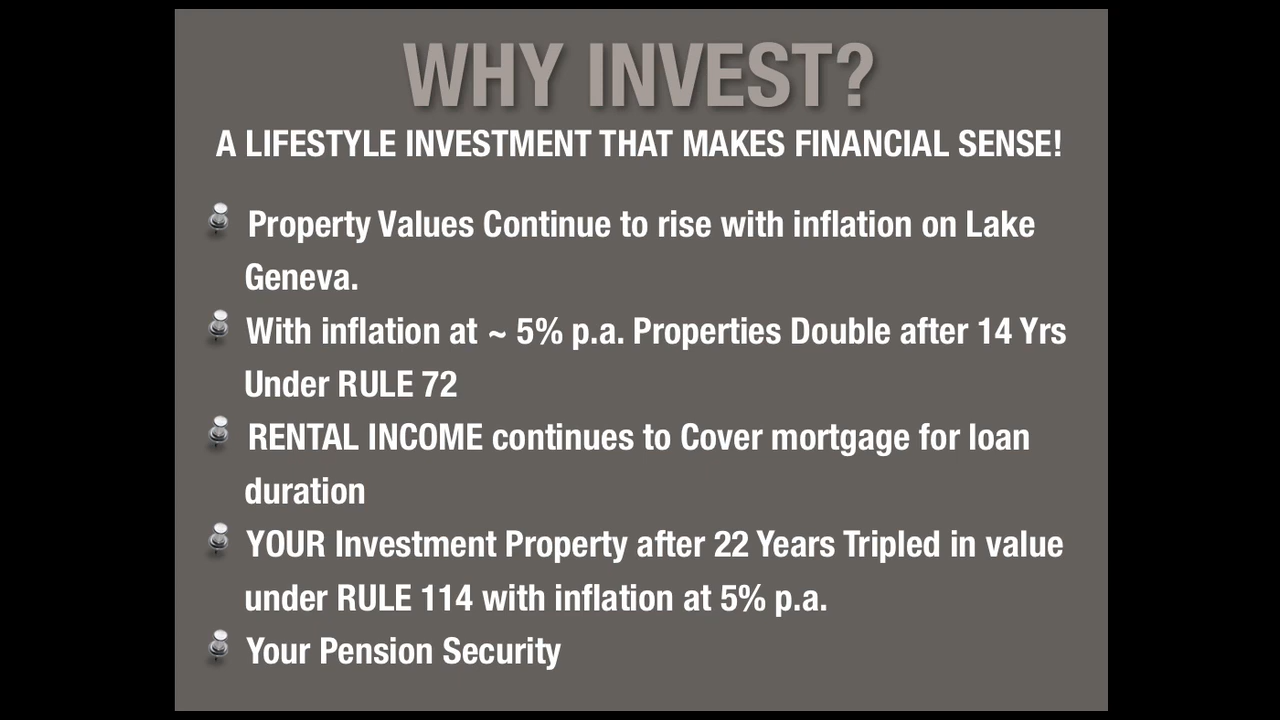 WHY INVEST?
A LIFESTYLE INVESTMENT THAT MAKES FINANCIAL SENSE!
Property Values Continue to rise with inflation on Lake
Geneva.
With inflation at ~ 5% p.a. Properties Double after 14 Yrs
Under RULE 72
RENTAL INCOME continues to Cover mortgage for loan
duration
YOUR Investment Property after 22 Years Tripled in value
under RULE 114 with inflation at 5% p.a.
Your Pension Security